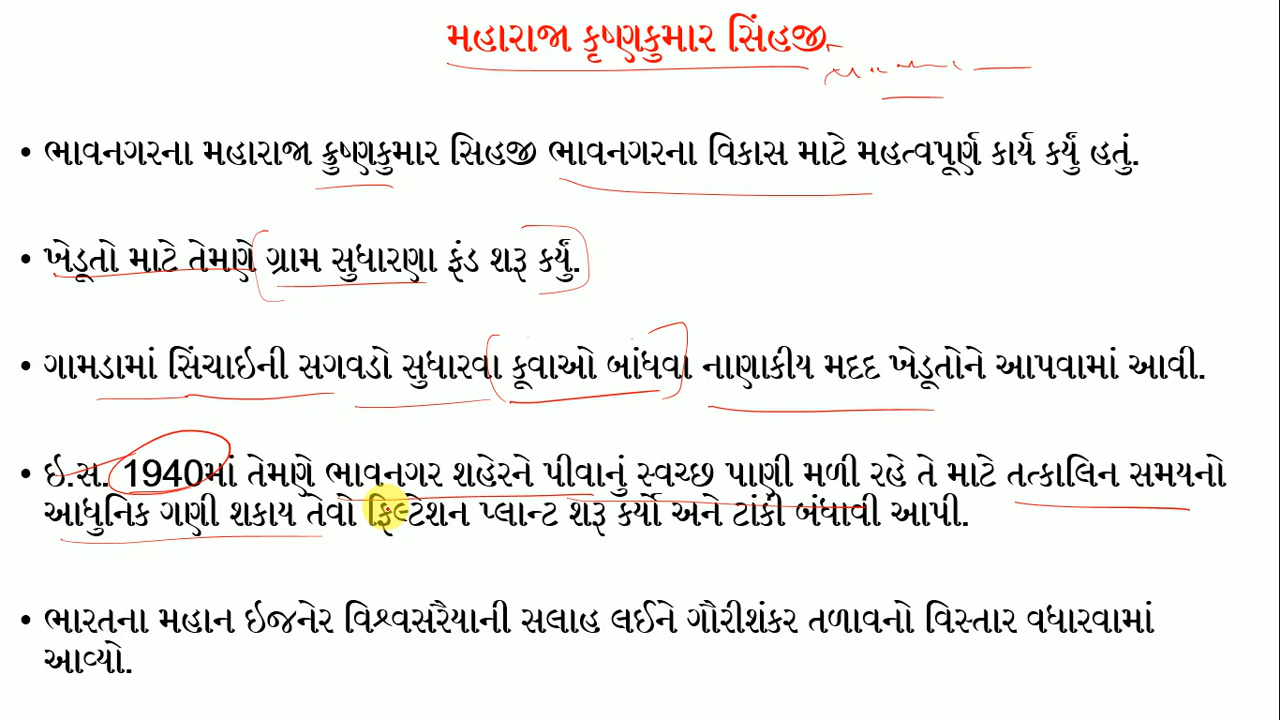 મહારાજા કૃષ્ણકુમાર સિંહજી
• ભાવનગરના મહારાજા ક્રુષ્ણકુમાર સિહજી ભાવનગરના વિકાસ માટે મહત્વપૂર્ણ કાર્ય કર્યું હતું.
• ખેડૂતો માટે તેમણે ગ્રામ સુધારણા ફંડ શરૂ કર્યું.
• ગામડામાં સિંચાઇની સગવડો સુધારવા કૂવાઓ બાંધવા નાણાકીય મદદ ખેડૂતોને આપવામાં આવી.
• ઇ.સ. 1940માં તેમણે ભાવનગર શહેરને પીવાનું સ્વચ્છ પાણી મળી રહે તે માટે તત્કાલિન સમયનો
આધુનિક ગણી શકાય તેવો ફિલ્ટેશન પ્લાન્ટ શરૂ કર્યો અને ટાંકી બંધાવી આપી.
• ભારતના મહાન ઇજનેર વિશ્વસરૈયાની સલાહ લઈને ગૌરીશંકર તળાવનો વિસ્તાર વધારવામાં
આવ્યો.